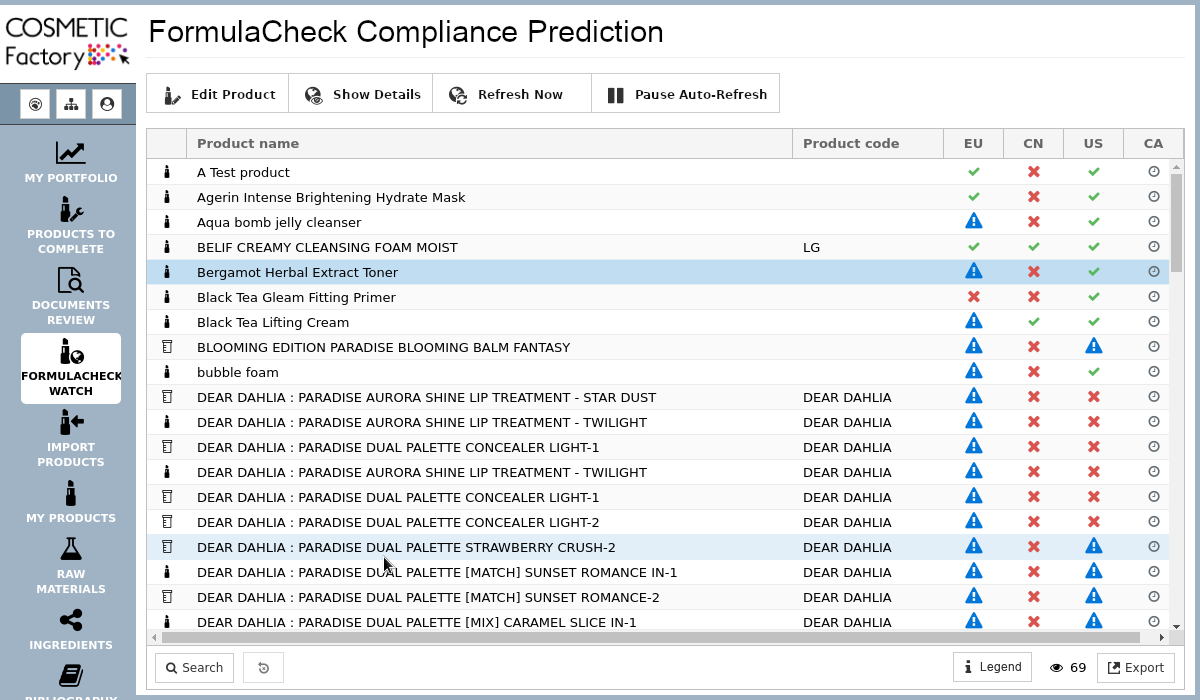 COSMETIC
Factory
FormulaCheck Compliance Prediction
Edit Product Show Details Refresh Now Pause Auto-Refresh
MY PORTFOLIO
PRODUCTS TO
COMPLETE
DOCUMENTS
REVIEW
FORMULACHECK
WATCH
IMPORT
PRODUCTS
MY PRODUCTS
RAW
MATERIALS
INGREDIENTS
BIBLIOGRAPHY
Product name Product code EU CN US CA
A Test product
Agerin Intense Brightening Hydrate Mask
Aqua bomb jelly cleanser
BELIF CREAMY CLEANSING FOAM MOIST LG
Bergamot Herbal Extract Toner
Black Tea Gleam Fitting Primer
Black Tea Lifting Cream
BLOOMING EDITION PARADISE BLOOMING BALM FANTASY
bubble foam
DEAR DAHLIA : PARADISE AURORA SHINE LIP TREATMENT - STAR DUST DEAR DAHLIA
DEAR DAHLIA : PARADISE AURORA SHINE LIP TREATMENT - TWILIGHT DEAR DAHLIA
DEAR DAHLIA : PARADISE DUAL PALETTE CONCEALER LIGHT-1 DEAR DAHLIA
DEAR DAHLIA : PARADISE AURORA SHINE LIP TREATMENT - TWILIGHT DEAR DAHLIA
DEAR DAHLIA : PARADISE DUAL PALETTE CONCEALER LIGHT-1 DEAR DAHLIA
DEAR DAHLIA : PARADISE DUAL PALETTE CONCEALER LIGHT-2 DEAR DAHLIA
DEAR DAHLIA : PARADISE DUAL PALETTE STRAWBERRY CRUSH-2 DEAR DAHLIA
DEAR DAHLIA : PARADISE DUAL PALETTE [MATCH] SUNSET ROMANCE IN-1 DEAR DAHLIA
DEAR DAHLIA : PARADISE DUAL PALETTE [MATCH] SUNSET ROMANCE-2 DEAR DAHLIA
DEAR DAHLIA : PARADISE DUAL PALETTE [MIX] CARAMEL SLICE IN-1 DEAR DAHLIA
Search Legend 69 Export